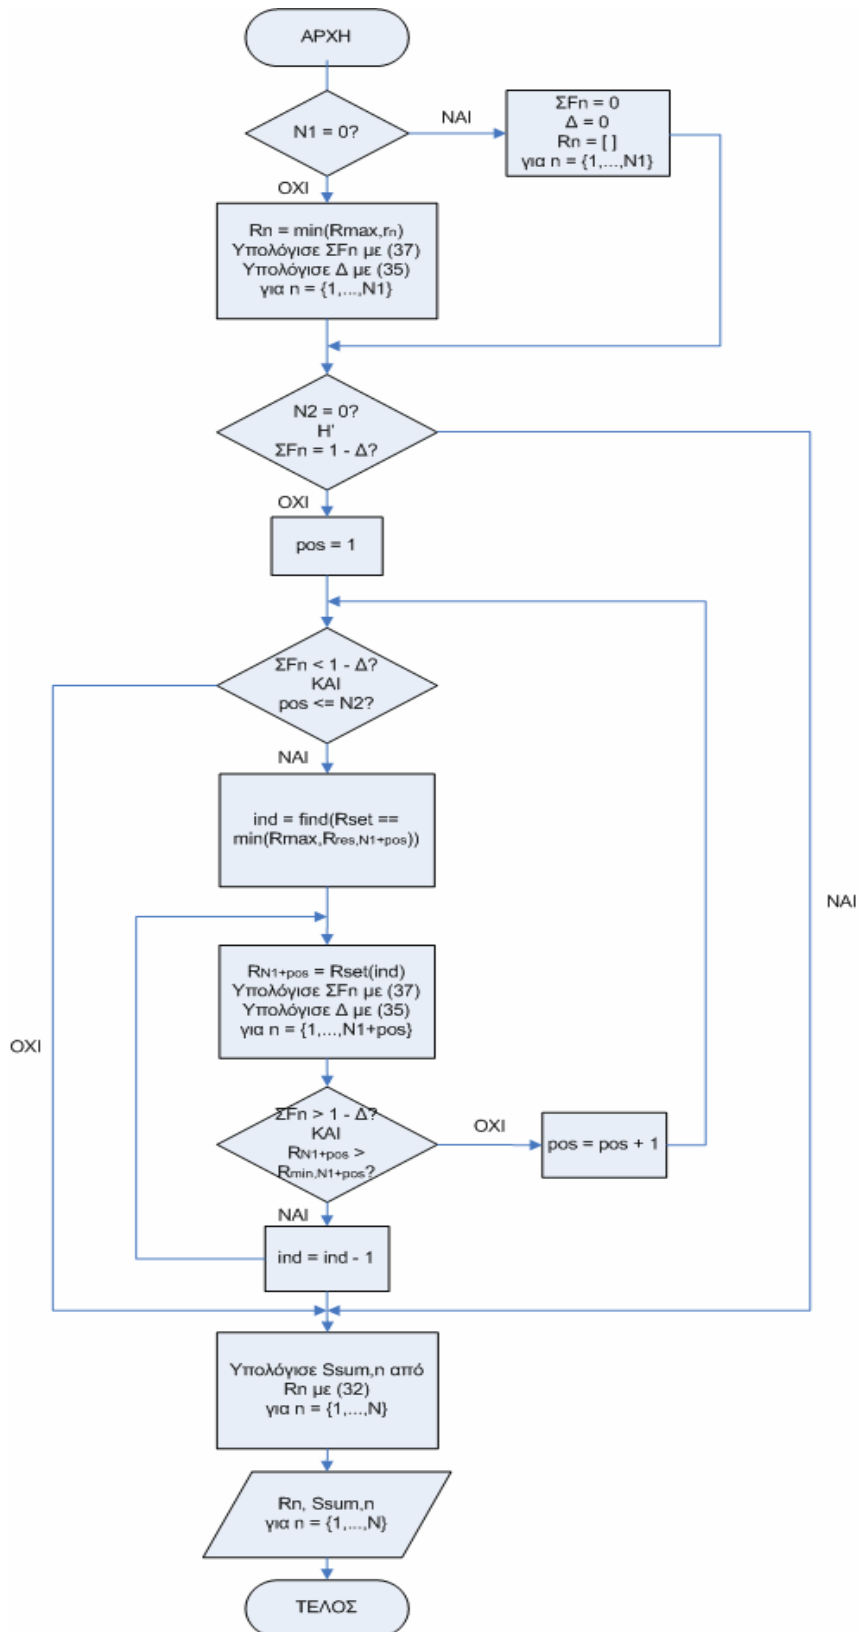 ΑΡΧΗ
N1 = 0?
ΝΑΙ
ΣFn = 0
Δ = 0
Rn = [ ]
για n = {1,...,N1}
ΟΧΙ
Rn = min(Rmax,rn)
Υπολόγισε ΣFn με (37)
Υπολόγισε Δ με (35)
για n = {1,...,N1}
N2 = 0?
Η'
ΣFn = 1 - Δ?
ΟΧΙ
pos = 1
ΣFn < 1 - Δ?
ΚΑΙ
pos <= N2?
ΝΑΙ
ind = find(Rset ==
min(Rmax,Rres,N1+pos))
ΝΑΙ
RN1+pos = Rset(ind)
Υπολόγισε ΣFn με (37)
Υπολόγισε Δ με (35)
για n = {1,...,N1+pos}
ΟΧΙ
ΣFn > 1 - Δ?
ΚΑΙ
RN1+pos >
Rmin,N1+pos?
ΟΧΙ
pos = pos + 1
ΝΑΙ
ind = ind - 1
Υπολόγισε Ssum,n από
Rn με (32)
για n = {1,...,N}
Rn, Ssum,n
για n = {1,...,N}
ΤΕΛΟΣ